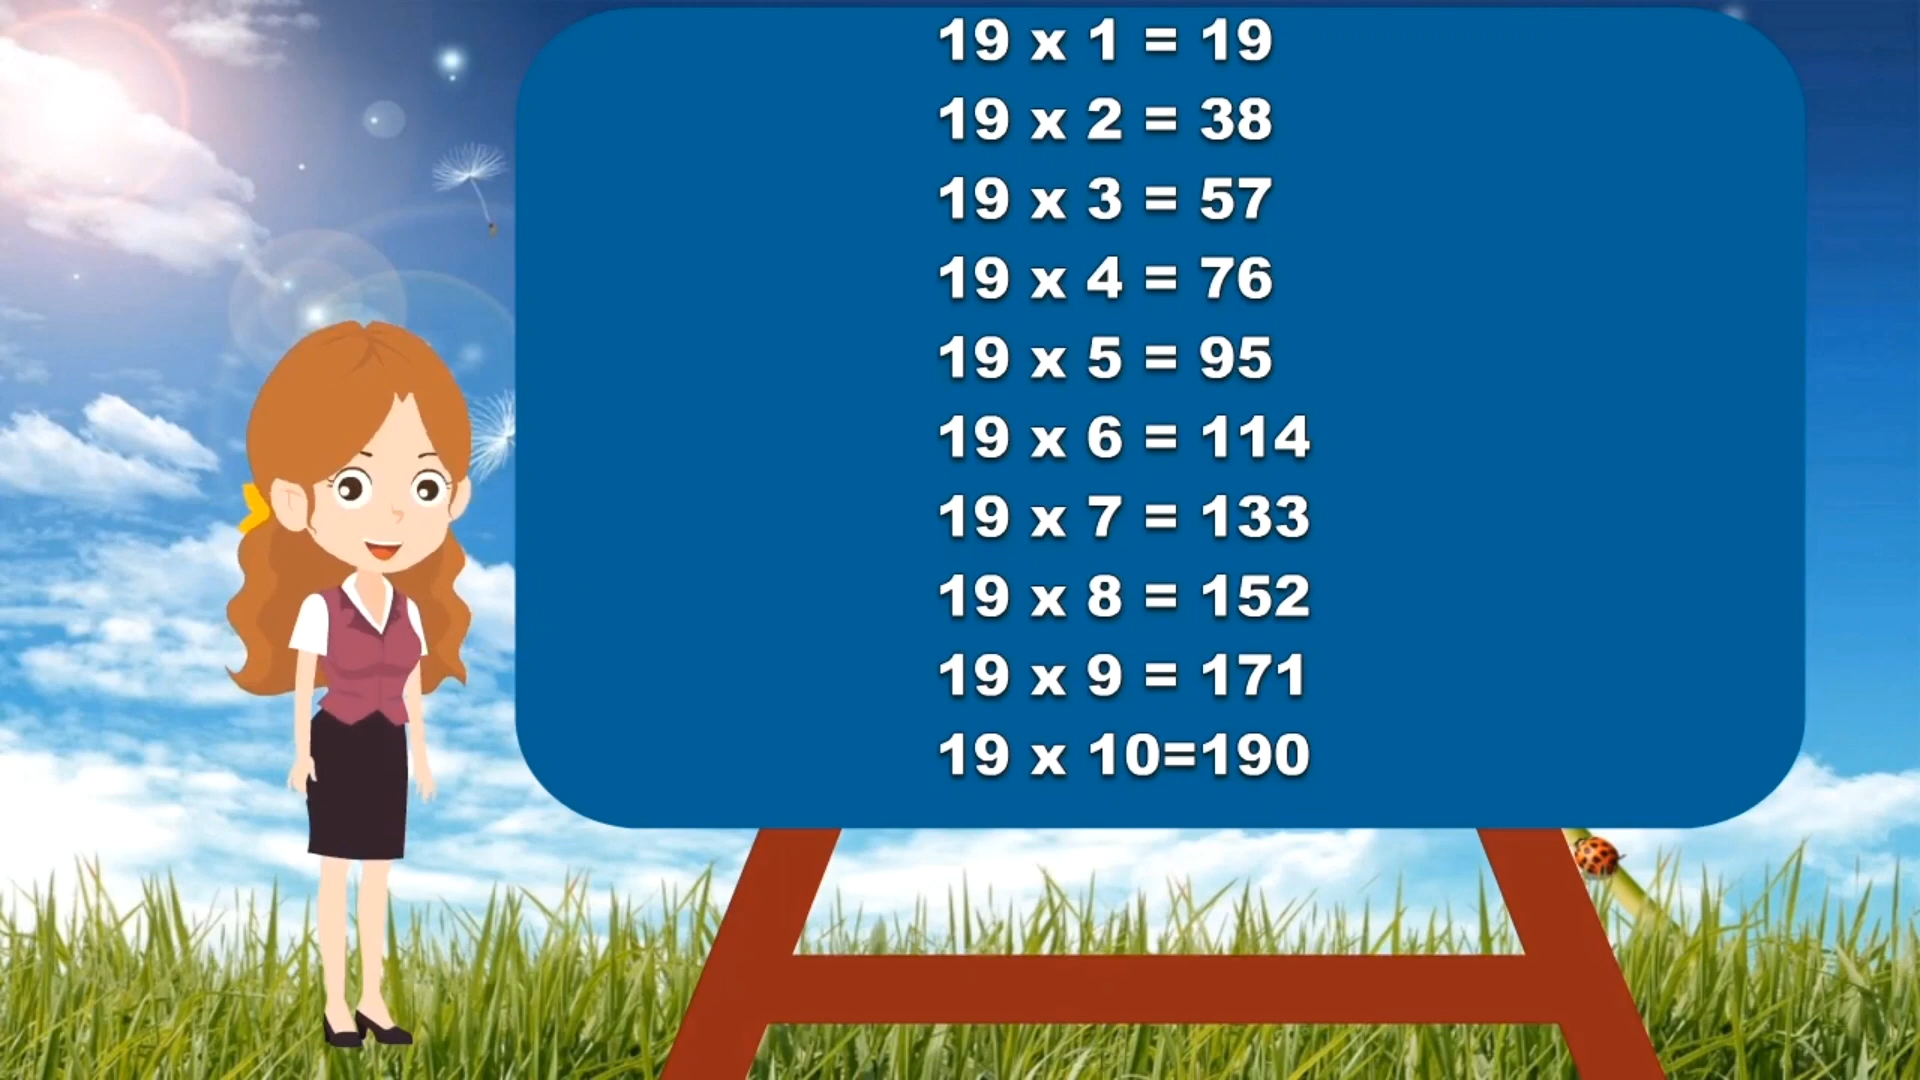 19 x 1 = 19
19 x 2 = 38
19 x 3 = 57
19 x 4 = 76
19 x 5 = 95
19 x 6 = 114
19 x 7 = 133
19 x 8 = 152
19 x 9 = 171
19 x 10=190